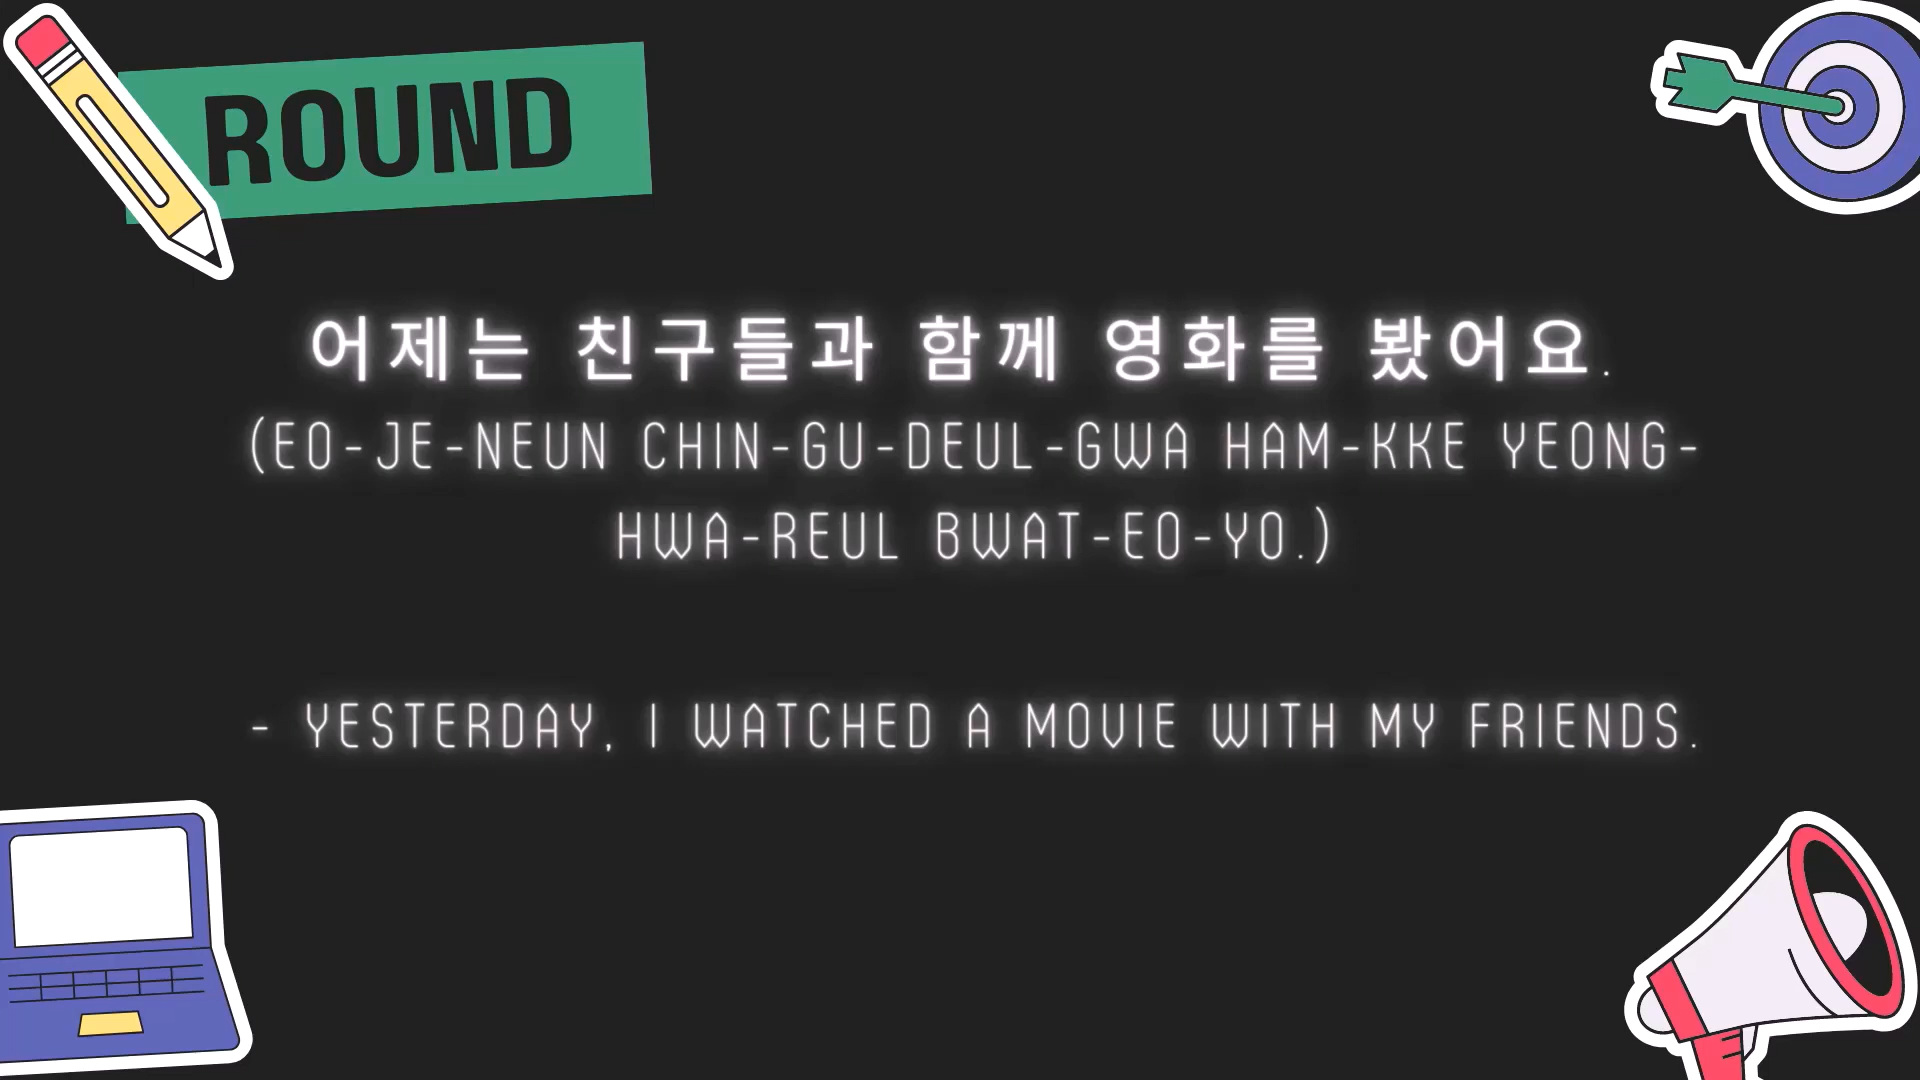 ROUND
어제는 친구들과 함께 영화를 봤어요.
(EO-JE-NEUN CHIN-GU-DEUL-GWA HAM-KKE YEONG-
HWA-REUL BWAT-EO-YO.)
- YESTERDAY, I WATCHED A MOVIE WITH MY FRIENDS.